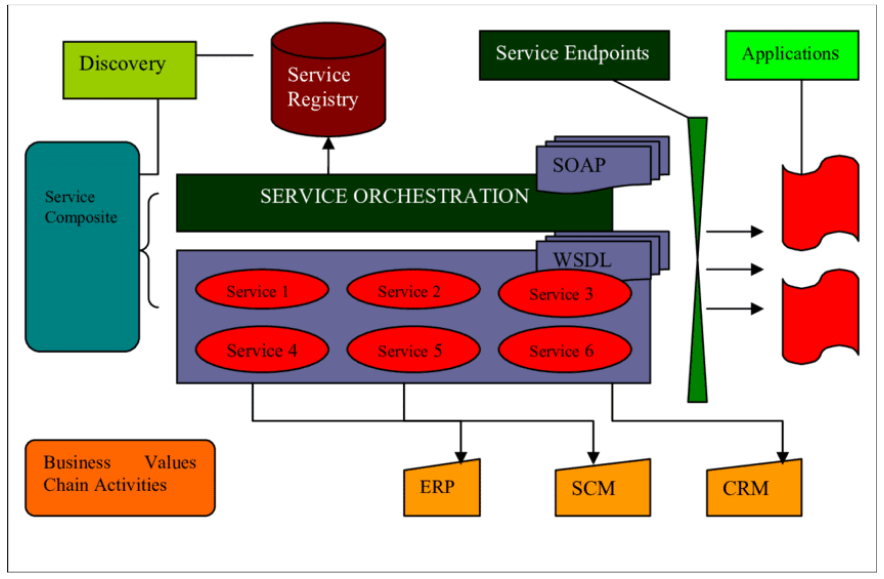 Discovery
Service
Registry
Service Endpoints
Applications
Service
Composite
SERVICE ORCHESTRATION
SOAP
WSDL
Service 1
Service 2
Service 3
Service 4
Service 5
Service 6
Business Values
Chain Activities
ERP
SCM
CRM